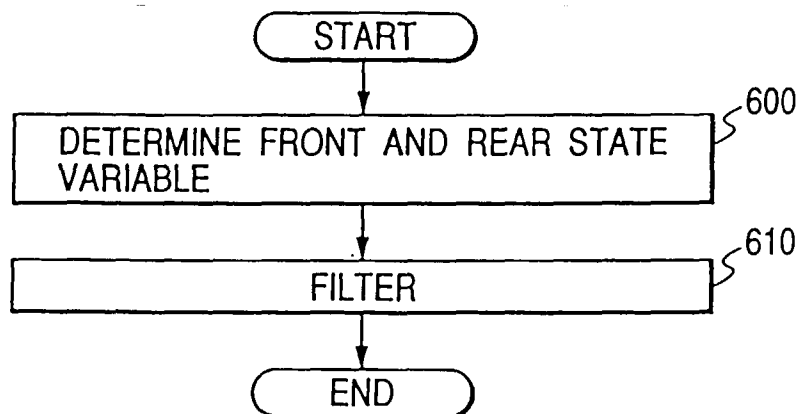 START
600
DETERMINE FRONT AND REAR STATE
VARIABLE
610
FILTER
END